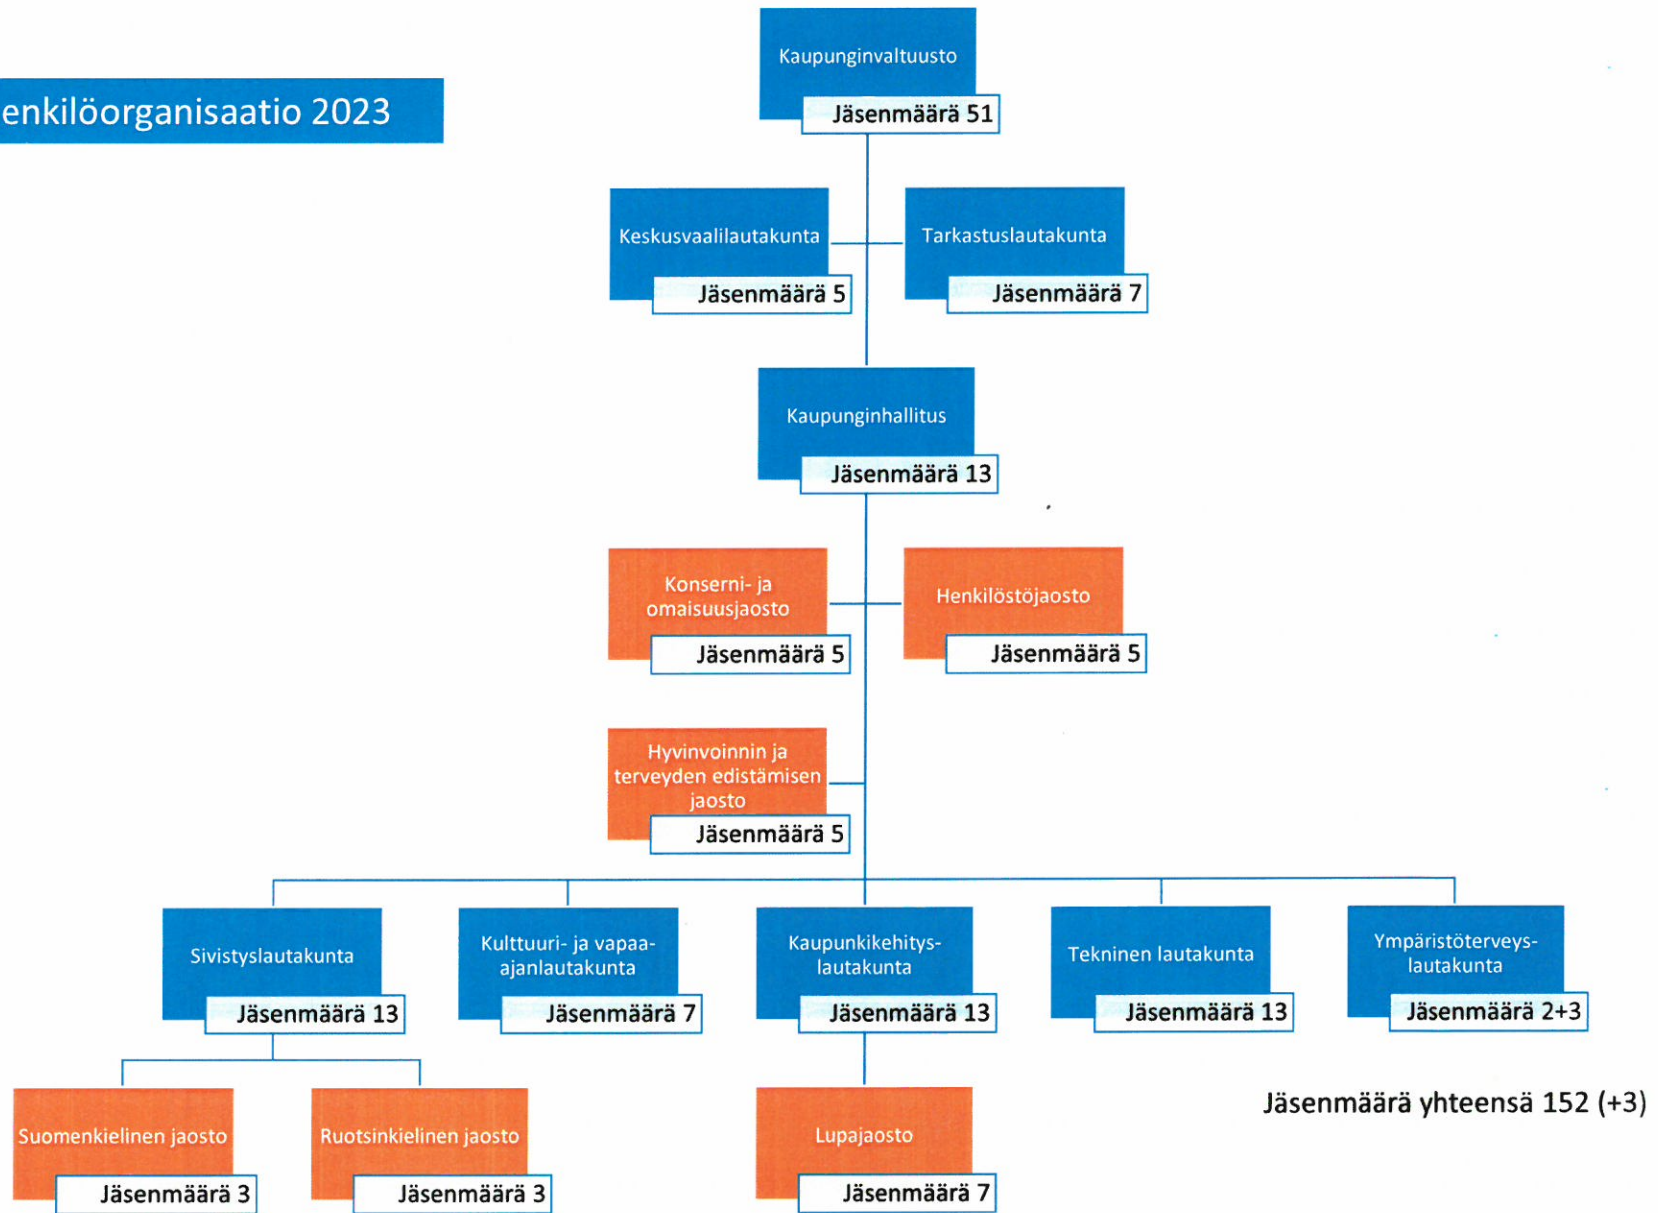 enkilöorganisaatio 2023
Kaupunginvaltuusto
Jäsenmäärä 51
Keskusvaalilautakunta
Jäsenmäärä 5
Tarkastuslautakunta
Jäsenmäärä 7
Kaupunginhallitus
Jäsenmäärä 13
Konserni- ja
omaisuusjaosto
Jäsenmäärä 5
Henkilöstöjaosto
Jäsenmäärä 5
Hyvinvoinnin ja
terveyden edistämisen
jaosto
Jäsenmäärä 5
Sivistyslautakunta
Jäsenmäärä 13
Kulttuuri- ja vapaa-
ajanlautakunta
Jäsenmäärä 7
Kaupunkikehitys-
lautakunta
Jäsenmäärä 13
Tekninen lautakunta
Jäsenmäärä 13
Ympäristöterveys-
lautakunta
Jäsenmäärä 2+3
Suomenkielinen jaosto
Jäsenmäärä 3
Ruotsinkielinen jaosto
Jäsenmäärä 3
Lupajaosto
Jäsenmäärä 7
Jäsenmäärä yhteensä 152 (+3)